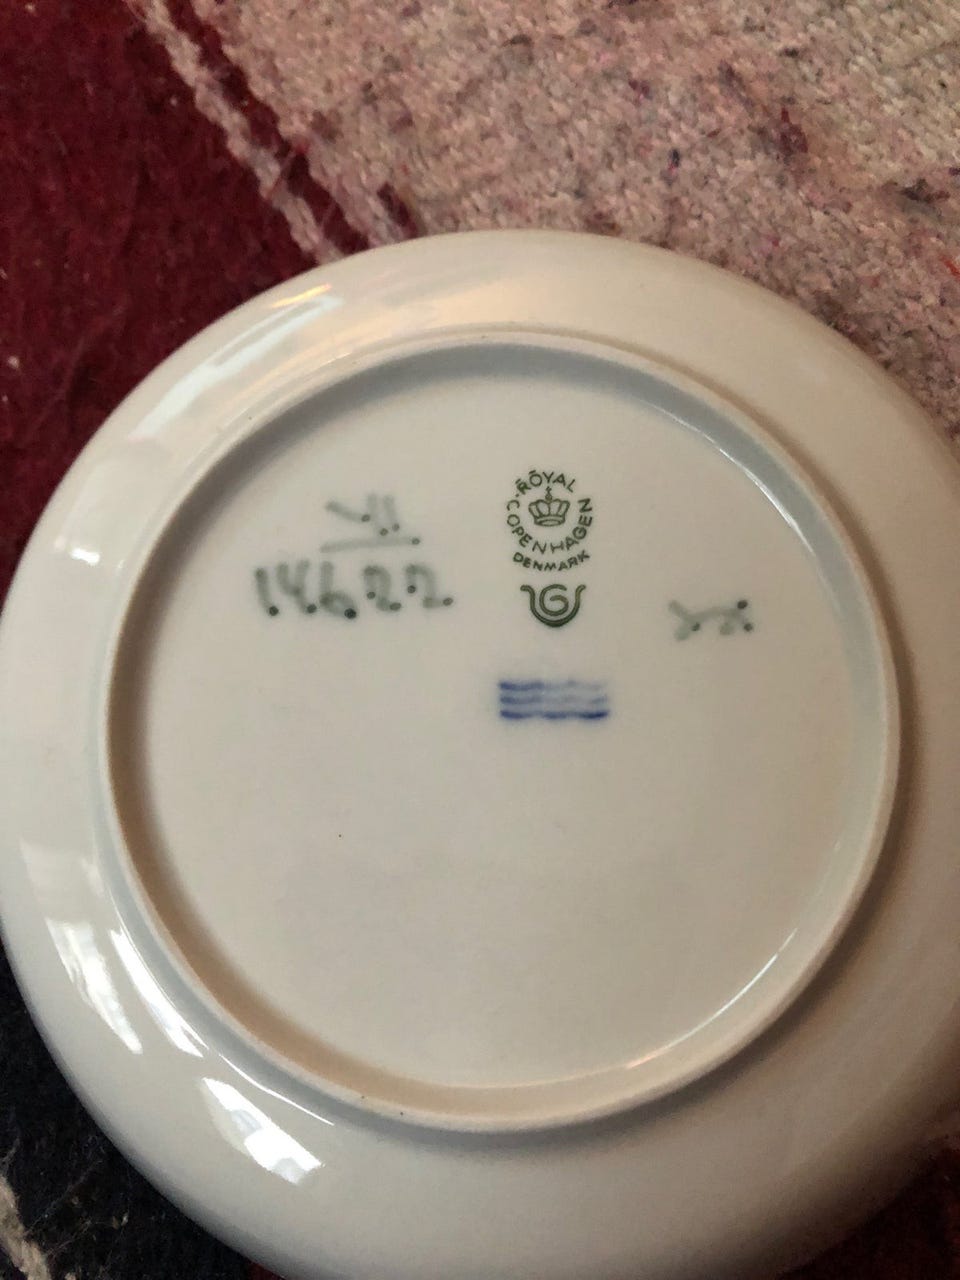 ROYAL
COPENHAGEN
DENMARK
14622